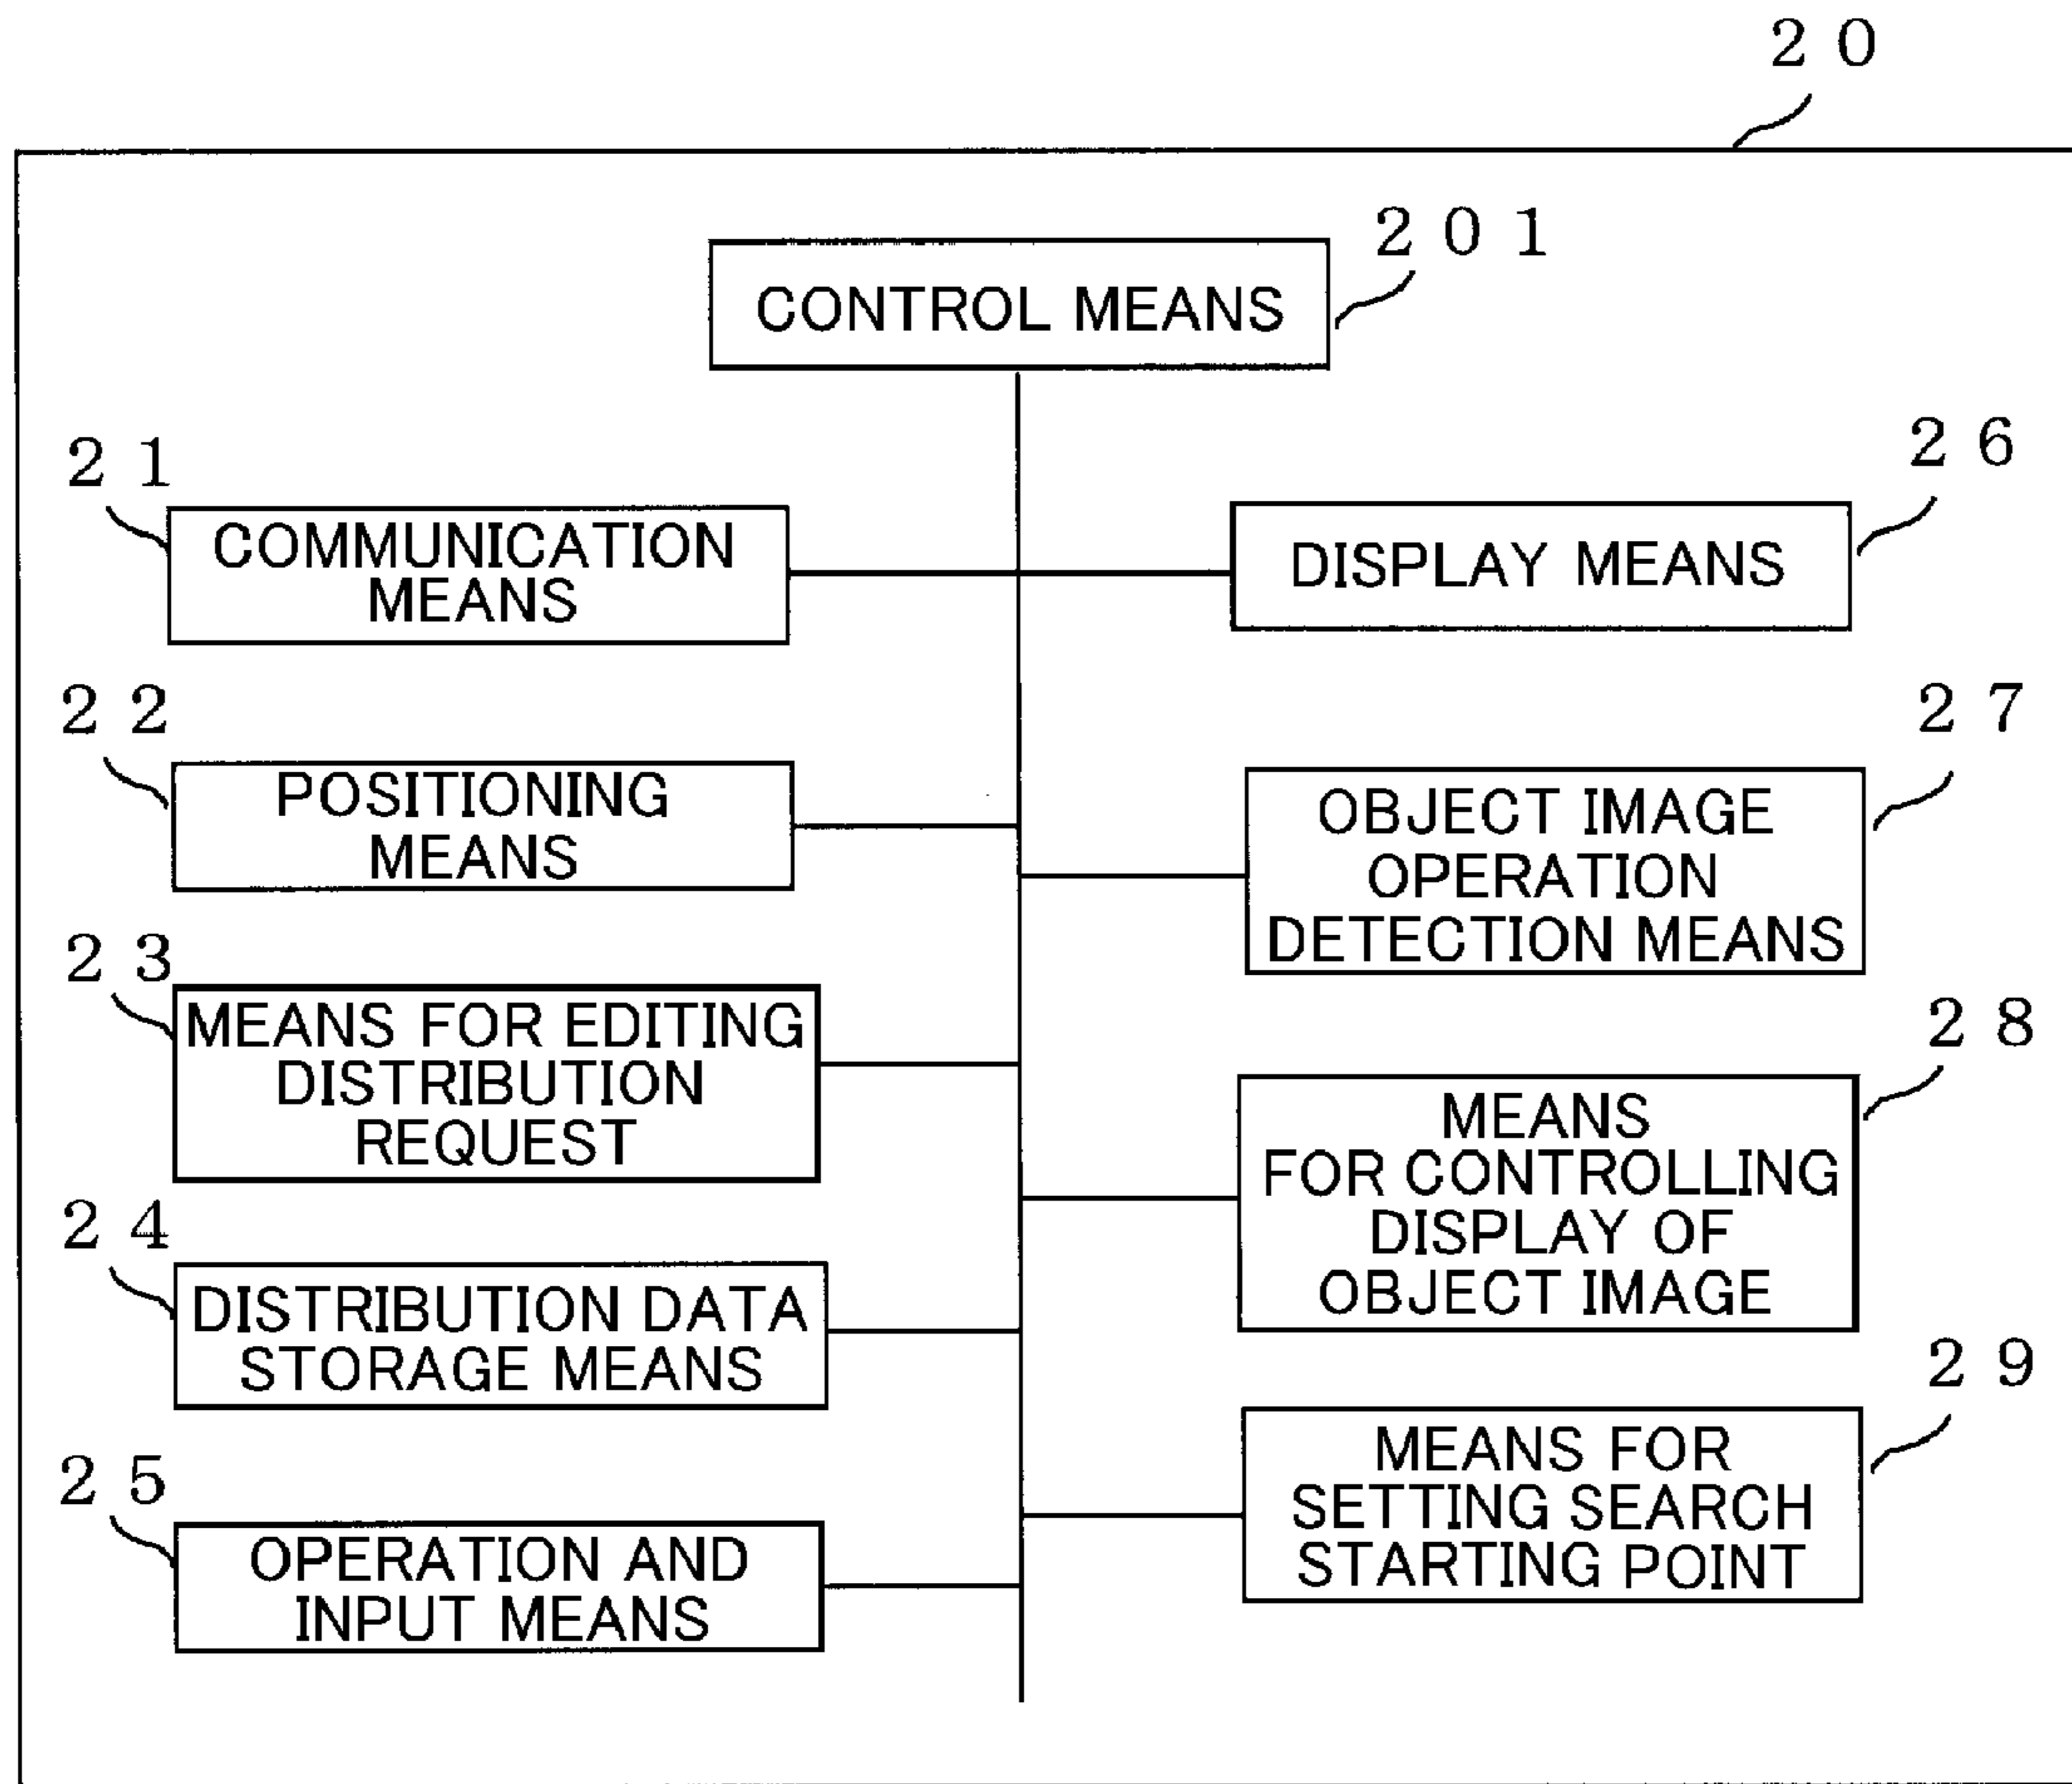 20
201
CONTROL MEANS
21
COMMUNICATION
MEANS
26
DISPLAY MEANS
22
POSITIONING
MEANS
27
OBJECT IMAGE
OPERATION
DETECTION MEANS
23
MEANS FOR EDITING
DISTRIBUTION
REQUEST
28
MEANS
FOR CONTROLLING
DISPLAY OF
OBJECT IMAGE
24
DISTRIBUTION DATA
STORAGE MEANS
29
MEANS FOR
SETTING SEARCH
STARTING POINT
25
OPERATION AND
INPUT MEANS